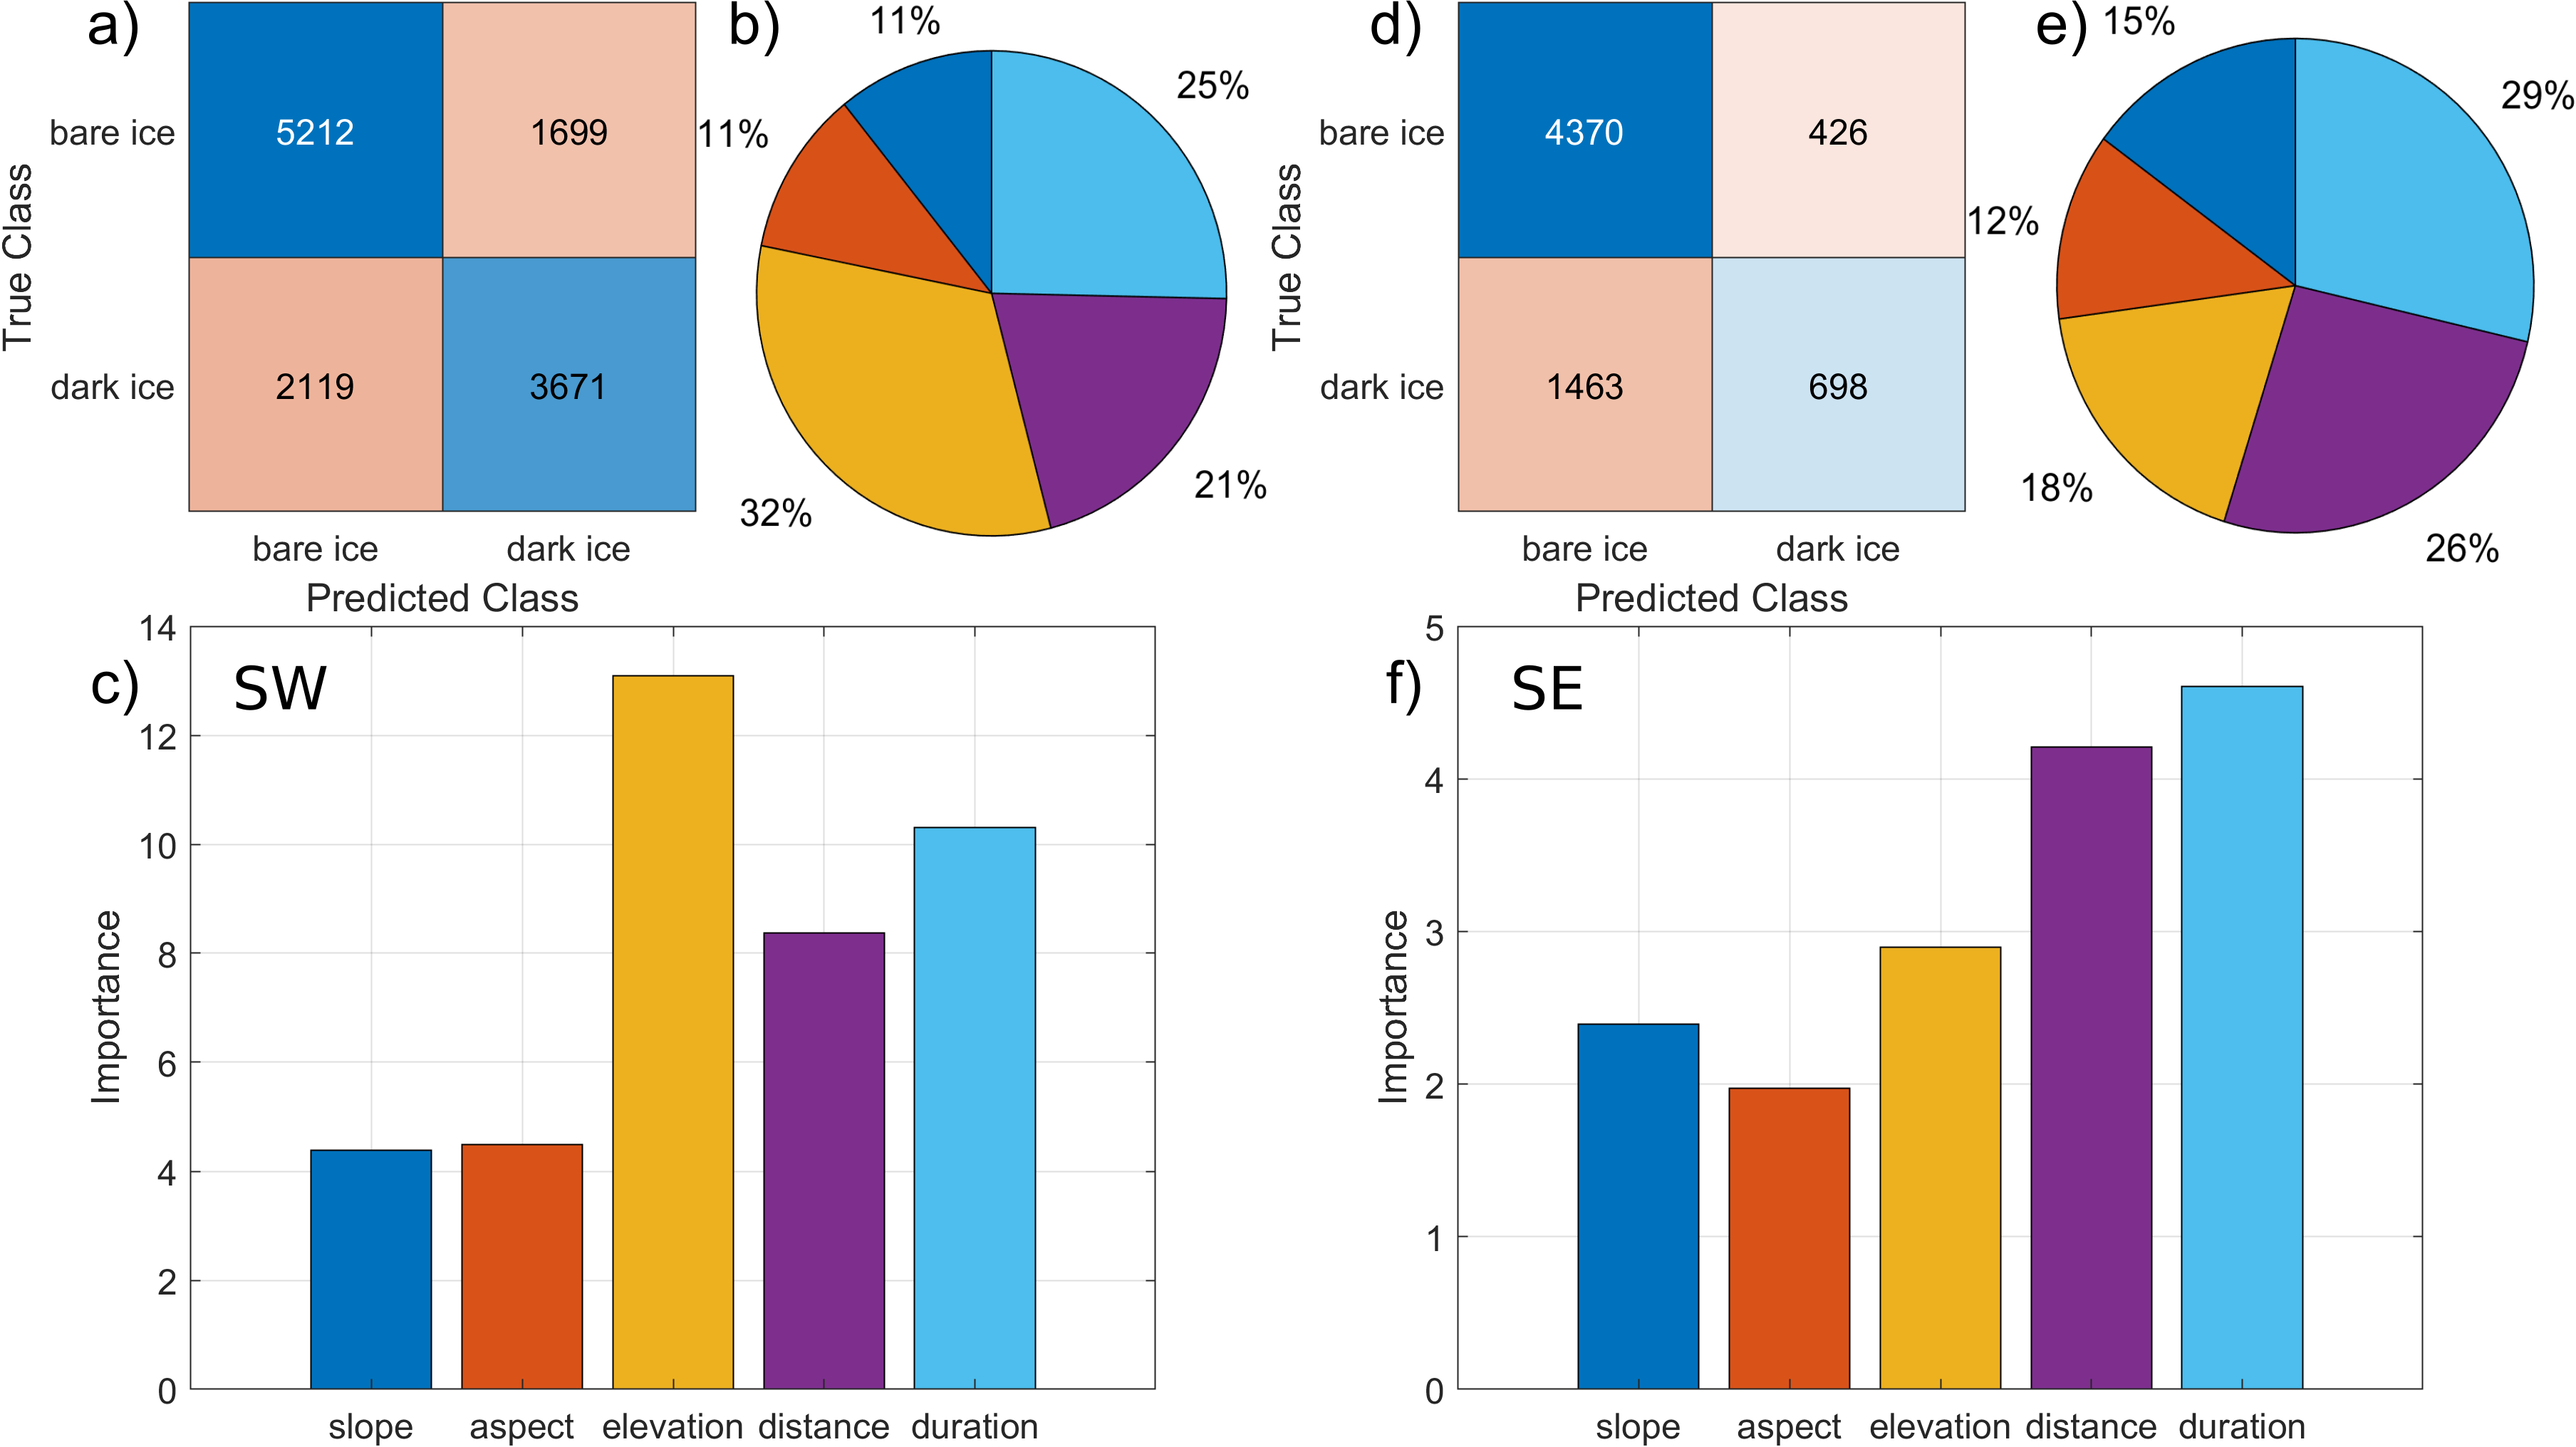 a)
True Class
bare ice
dark ice
5212
1699
2119
3671
bare ice
dark ice
Predicted Class
b)
11%
25%
11%
32%
21%
d)
True Class
bare ice
dark ice
4370
426
1463
698
bare ice
dark ice
Predicted Class
e)
15%
29%
12%
18%
26%
c)
SW
Importance
14
12
10
8
6
4
2
0
slope
aspect
elevation
distance
duration
f)
SE
Importance
5
4
3
2
1
0
slope
aspect
elevation
distance
duration